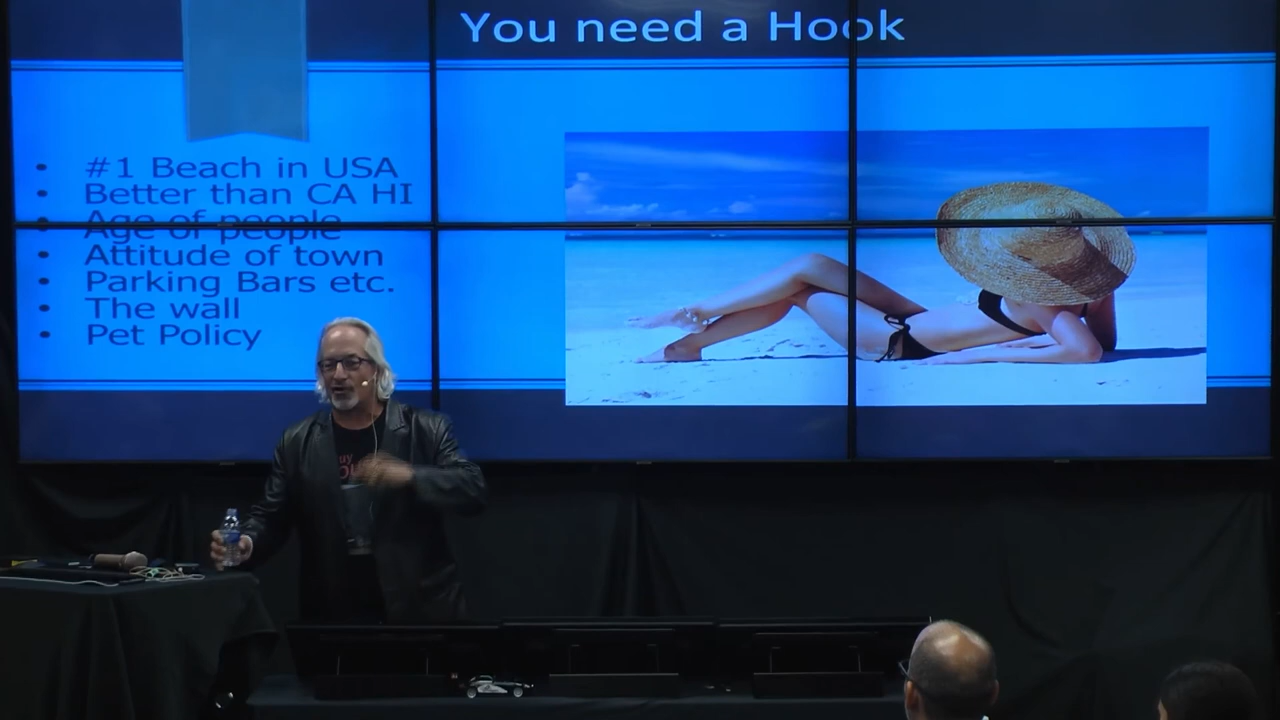 You need a Hook
#1 Beach in USA
Better than CA HI
Age of people
Attitude of town
Parking Bars etc.
The wall
Pet Policy